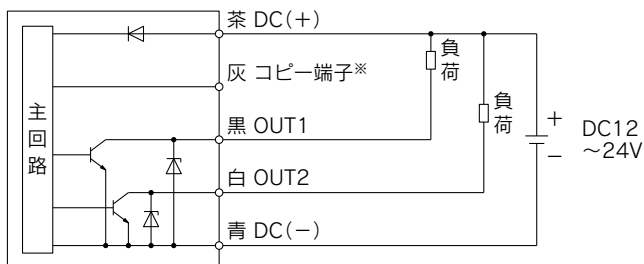 茶 DC(+)
灰 コピー端子※
黒 OUT1
白 OUT2
青 DC(−)
主回路
負荷
負荷
+
−
DC12
～24V